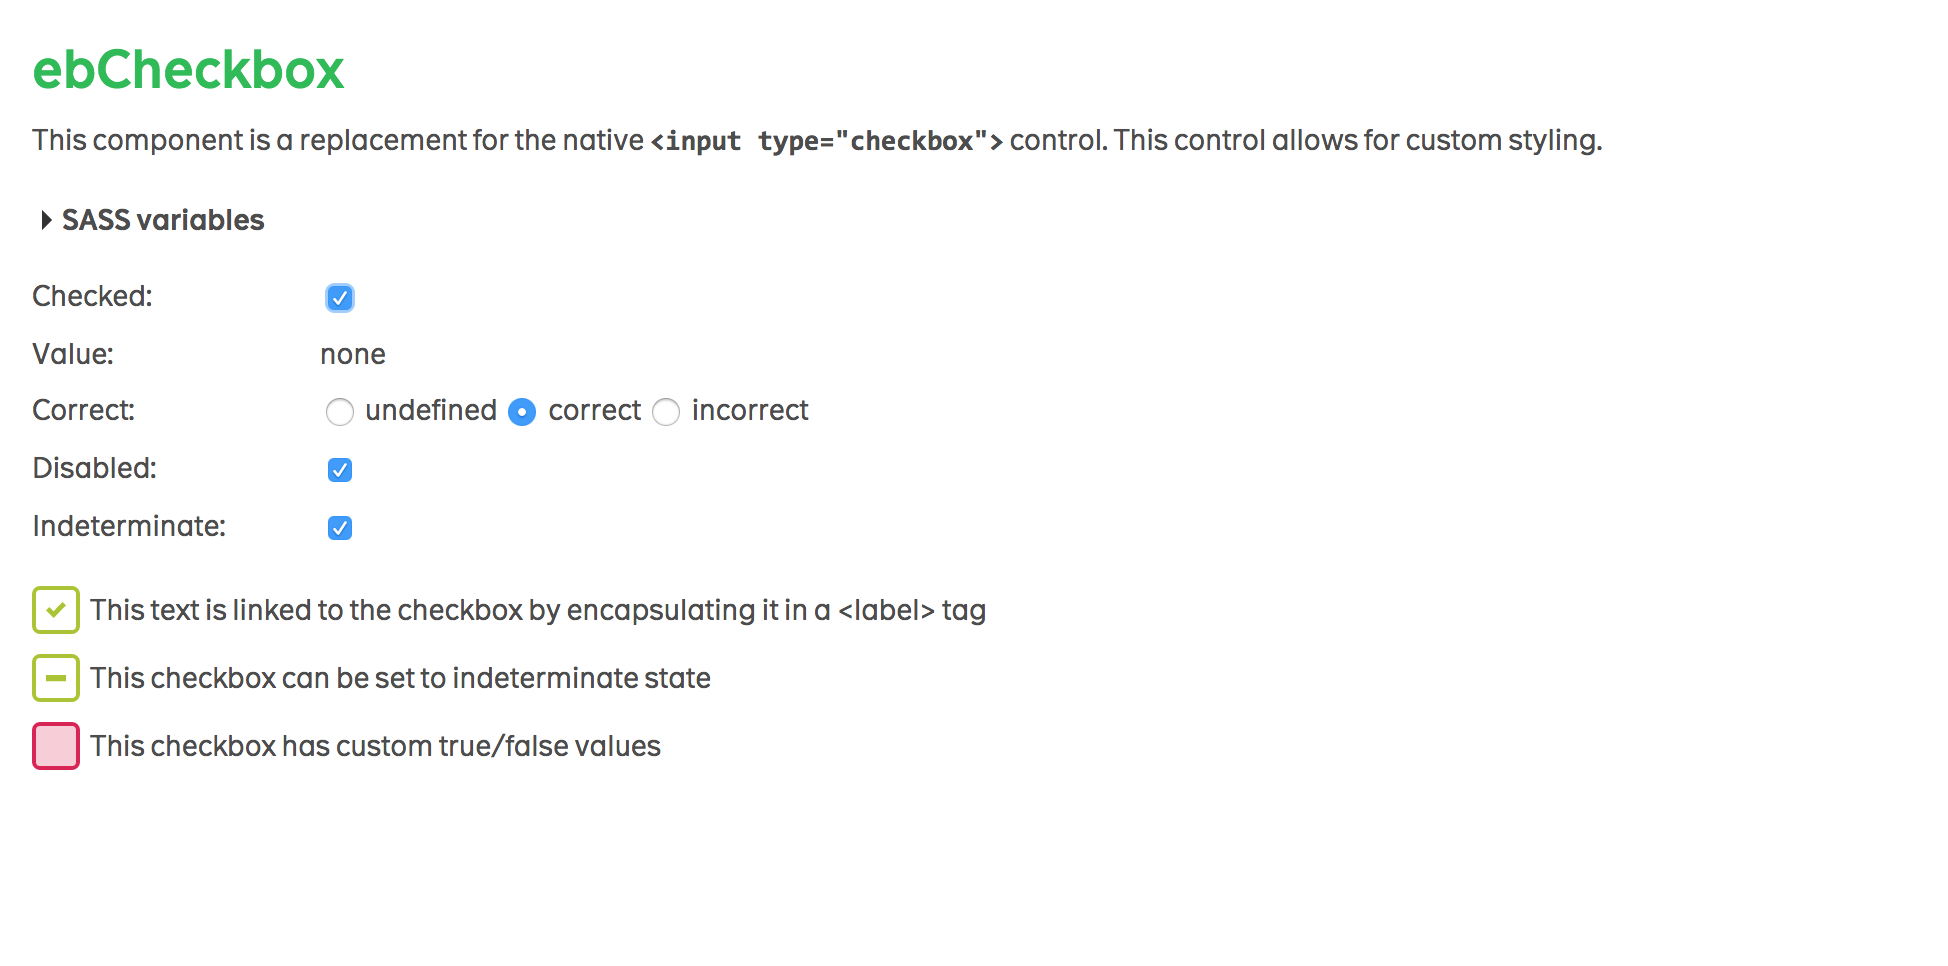 ebCheckbox
This component is a replacement for the native <input type="checkbox"> control. This control allows for custom styling.
SASS variables
Checked:
Value: none
Correct: undefined correct incorrect
Disabled:
Indeterminate:
This text is linked to the checkbox by encapsulating it in a <label> tag
This checkbox can be set to indeterminate state
This checkbox has custom true/false values